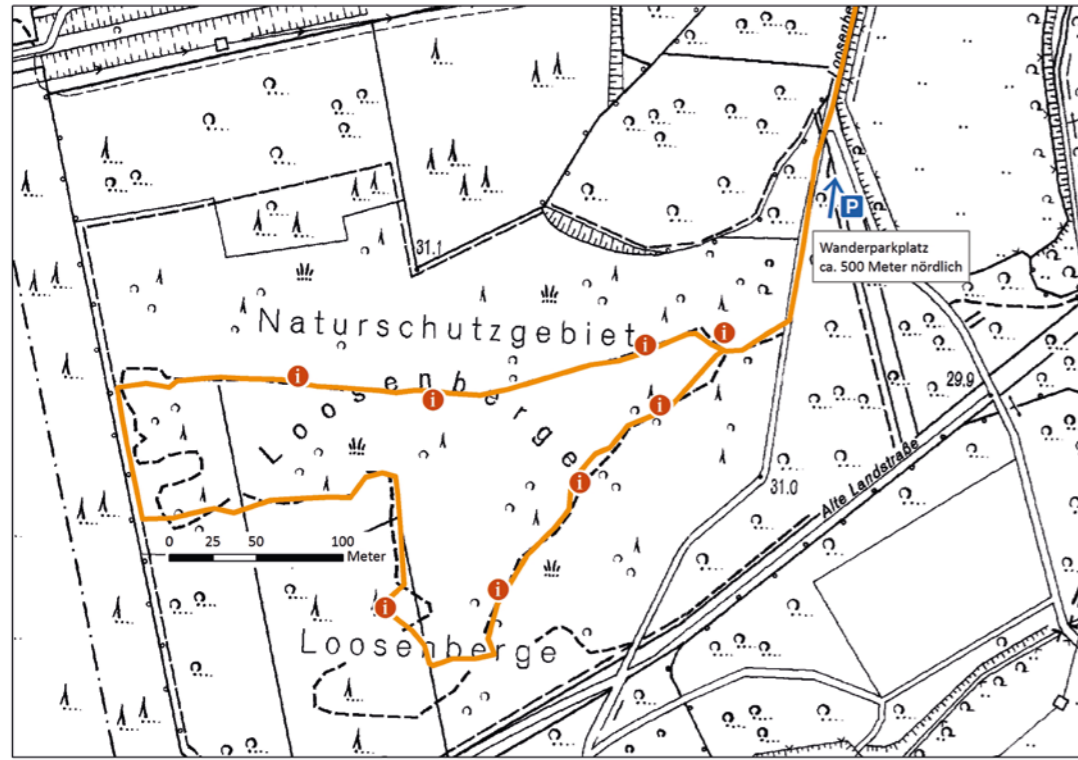 P
Wanderparkplatz
ca. 500 Meter nördlich
31.1
Naturschutzgebiet
Loosenberge
29.9
31.0
Alte Landstraße
0 25 50 100
Meter
Loosenberge
i
i
i
i
i
i
i
i